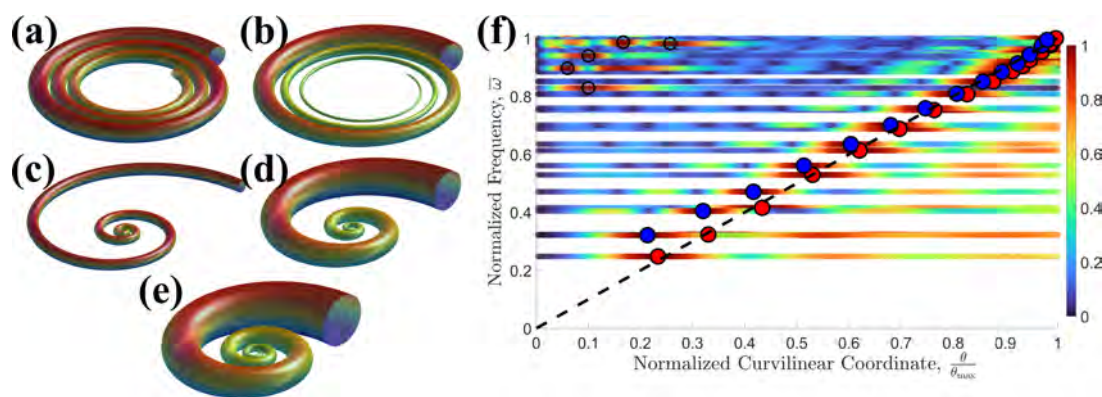 (a)
(b)
(c)
(d)
(e)
(f)
Normalized Frequency, ω̅
1
0.8
0.6
0.4
0.2
0
0 0.1 0.2 0.3 0.4 0.5 0.6 0.7 0.8 0.9 1
Normalized Curvilinear Coordinate, θ/θmax
1
0.8
0.6
0.4
0.2
0